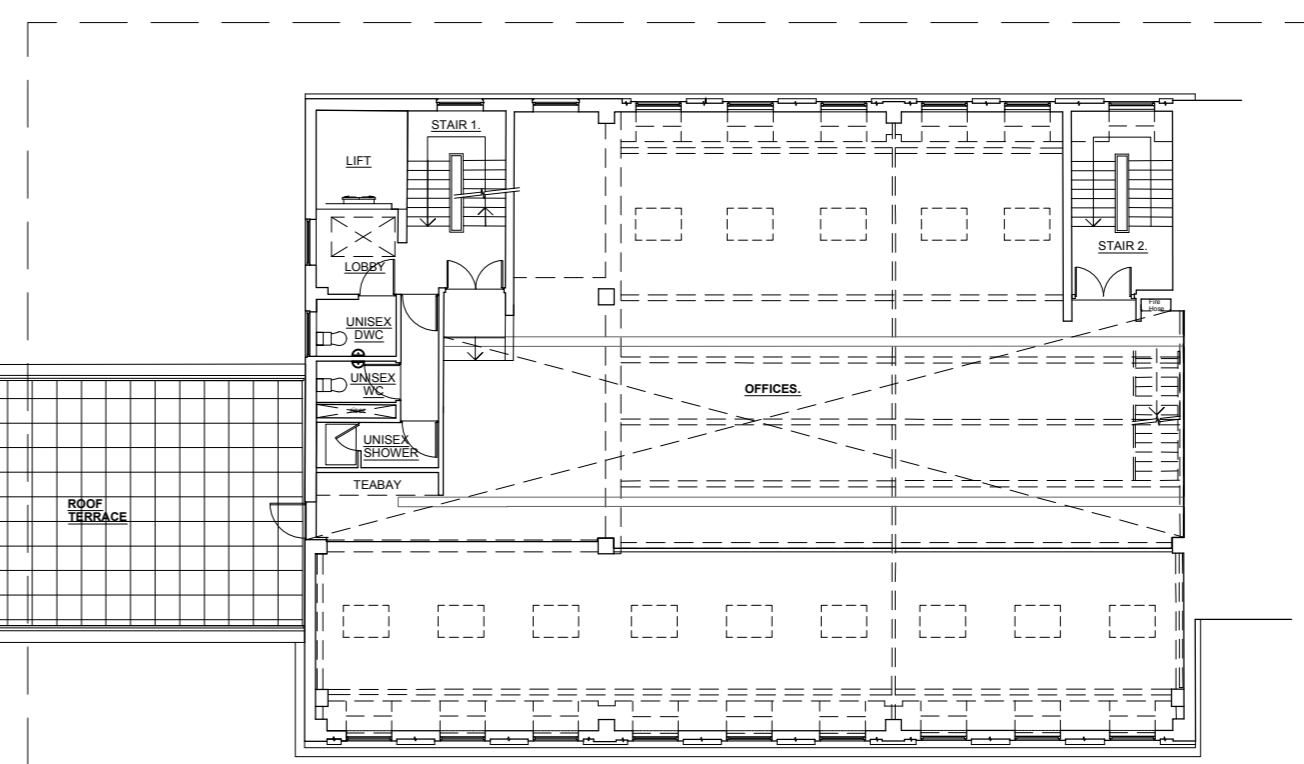 STAIR 1.
LIFT
STAIR 2.
LOBBY
Fire
Hose
UNISEX
DWC
UNISEX
WC
OFFICES.
UNISEX
SHOWER
TEABAY
ROOF
TERRACE